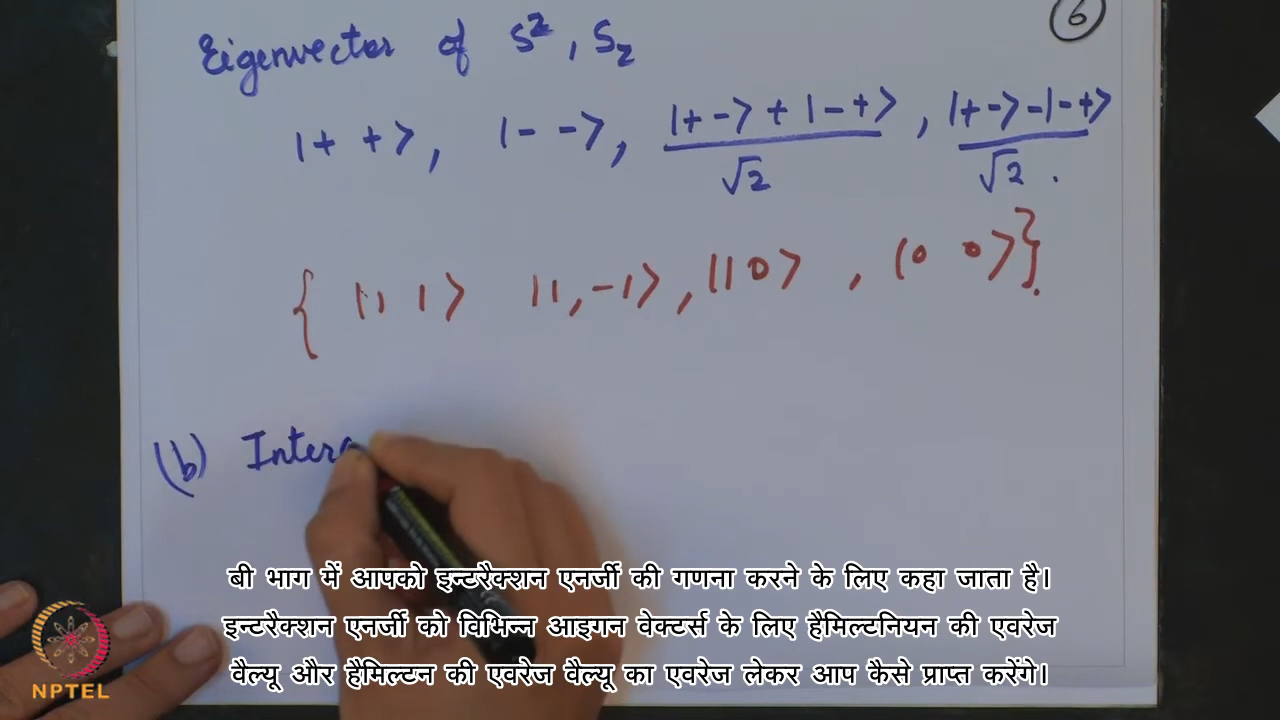 6
Eigenvector of S², S_z
|+ +>, |- ->, |+-> + |-+> / √2, |+-> - |-+> / √2.
{ |1, 1> |1,-1>, |1 0>, |0 0> }.
(b) Intera
बी भाग में आपको इन्टरैक्शन एनर्जी की गणना करने के लिए कहा जाता है।
इन्टरैक्शन एनर्जी को विभिन्न आइगन वेक्टर्स के लिए हैमिल्टनियन की एवरेज
वैल्यू और हैमिल्टन की एवरेज वैल्यू का एवरेज लेकर आप कैसे प्राप्त करेंगे।
NPTEL